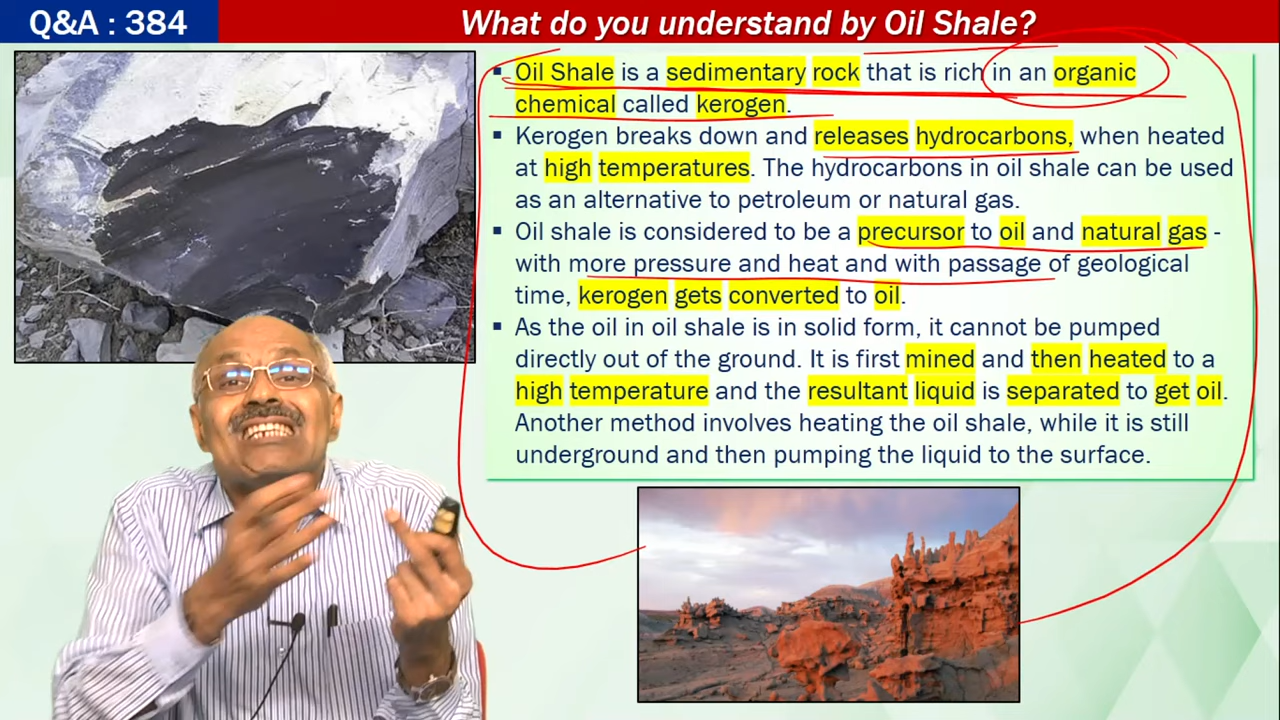 Q&A : 384
What do you understand by Oil Shale?
▪ Oil Shale is a sedimentary rock that is rich in an organic
chemical called kerogen.
▪ Kerogen breaks down and releases hydrocarbons, when heated
at high temperatures. The hydrocarbons in oil shale can be used
as an alternative to petroleum or natural gas.
▪ Oil shale is considered to be a precursor to oil and natural gas -
with more pressure and heat and with passage of geological
time, kerogen gets converted to oil.
▪ As the oil in oil shale is in solid form, it cannot be pumped
directly out of the ground. It is first mined and then heated to a
high temperature and the resultant liquid is separated to get oil.
Another method involves heating the oil shale, while it is still
underground and then pumping the liquid to the surface.